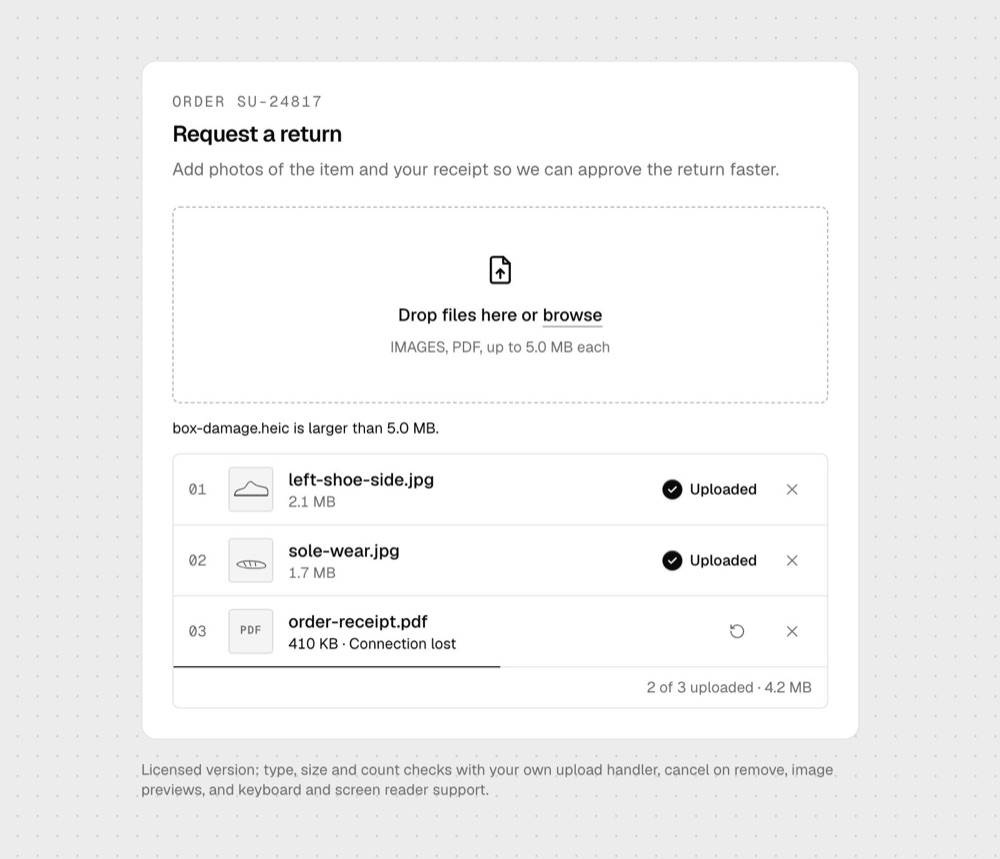 ORDER SU-24817
Request a return
Add photos of the item and your receipt so we can approve the return faster.
Drop files here or browse
IMAGES, PDF, up to 5.0 MB each
box-damage.heic is larger than 5.0 MB.
01 left-shoe-side.jpg Uploaded
2.1 MB
02 sole-wear.jpg Uploaded
1.7 MB
03 PDF order-receipt.pdf
410 KB · Connection lost
2 of 3 uploaded · 4.2 MB
Licensed version: type, size and count checks with your own upload handler, cancel on remove, image
previews, and keyboard and screen reader support.